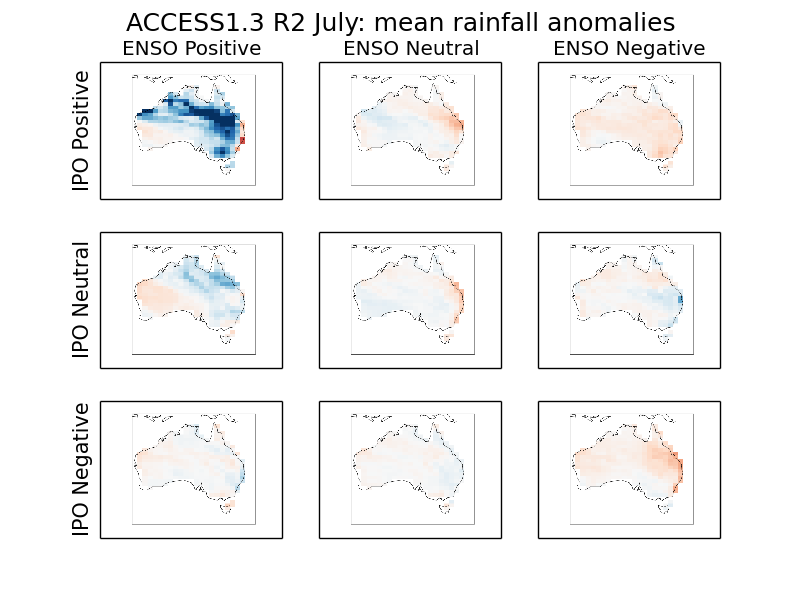 ACCESS1.3 R2 July: mean rainfall anomalies
ENSO Positive
ENSO Neutral
ENSO Negative
IPO Positive
IPO Neutral
IPO Negative